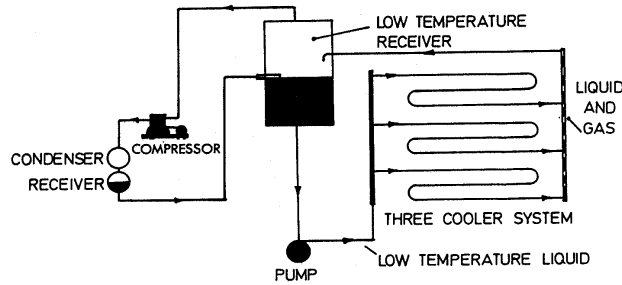 LOW TEMPERATURE
RECEIVER
LIQUID
AND
GAS
COMPRESSOR
CONDENSER
RECEIVER
THREE COOLER SYSTEM
LOW TEMPERATURE LIQUID
PUMP